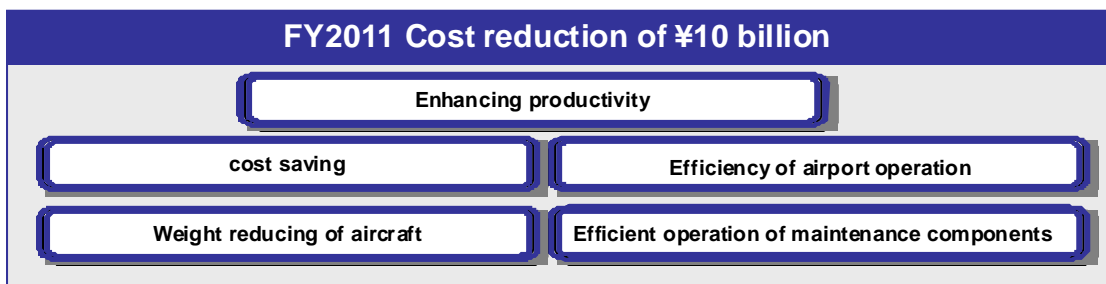 FY2011 Cost reduction of ¥10 billion
Enhancing productivity
cost saving
Efficiency of airport operation
Weight reducing of aircraft
Efficient operation of maintenance components